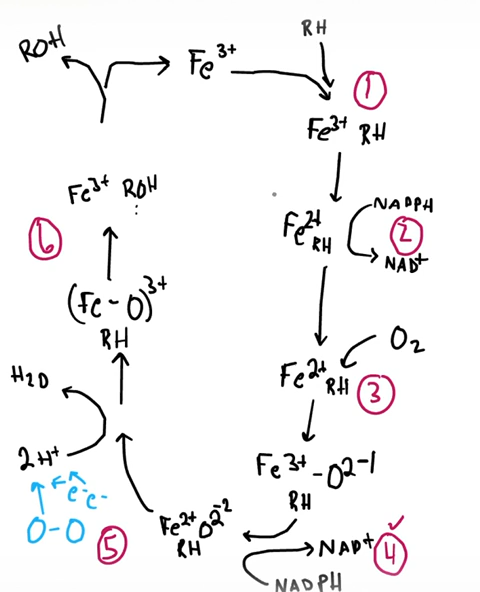 RH
ROH
Fe³⁺
①
Fe³⁺ RH
Fe³⁺ ROH
NADPH
Fe²⁺ RH
②
NAD⁺
⑥
(Fe-O)³⁺
RH
O₂
Fe²⁺ RH
③
H₂O
2H⁺
e⁻ e⁻
O-O
Fe³⁺-O²⁻¹
RH
Fe²⁺O₂⁻²
RH
⑤
NAD⁺
④
NADPH